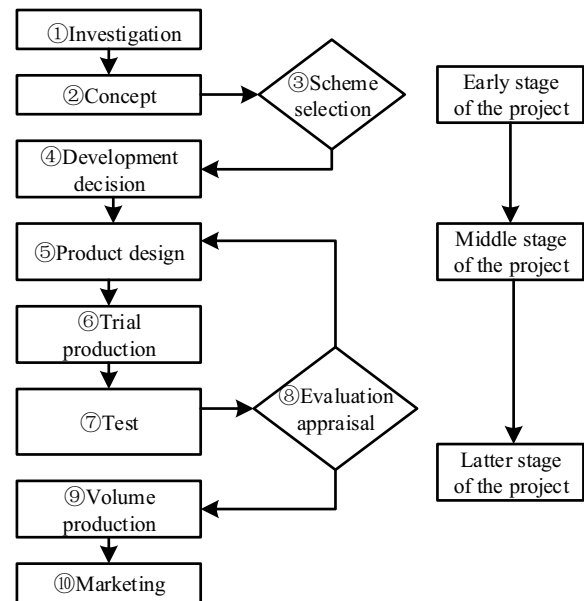 ①Investigation
②Concept
③Scheme
selection
④Development
decision
⑤Product design
⑥Trial
production
⑦Test
⑧Evaluation
appraisal
⑨Volume
production
⑩Marketing
Early stage
of the project
Middle stage
of the project
Latter stage
of the project